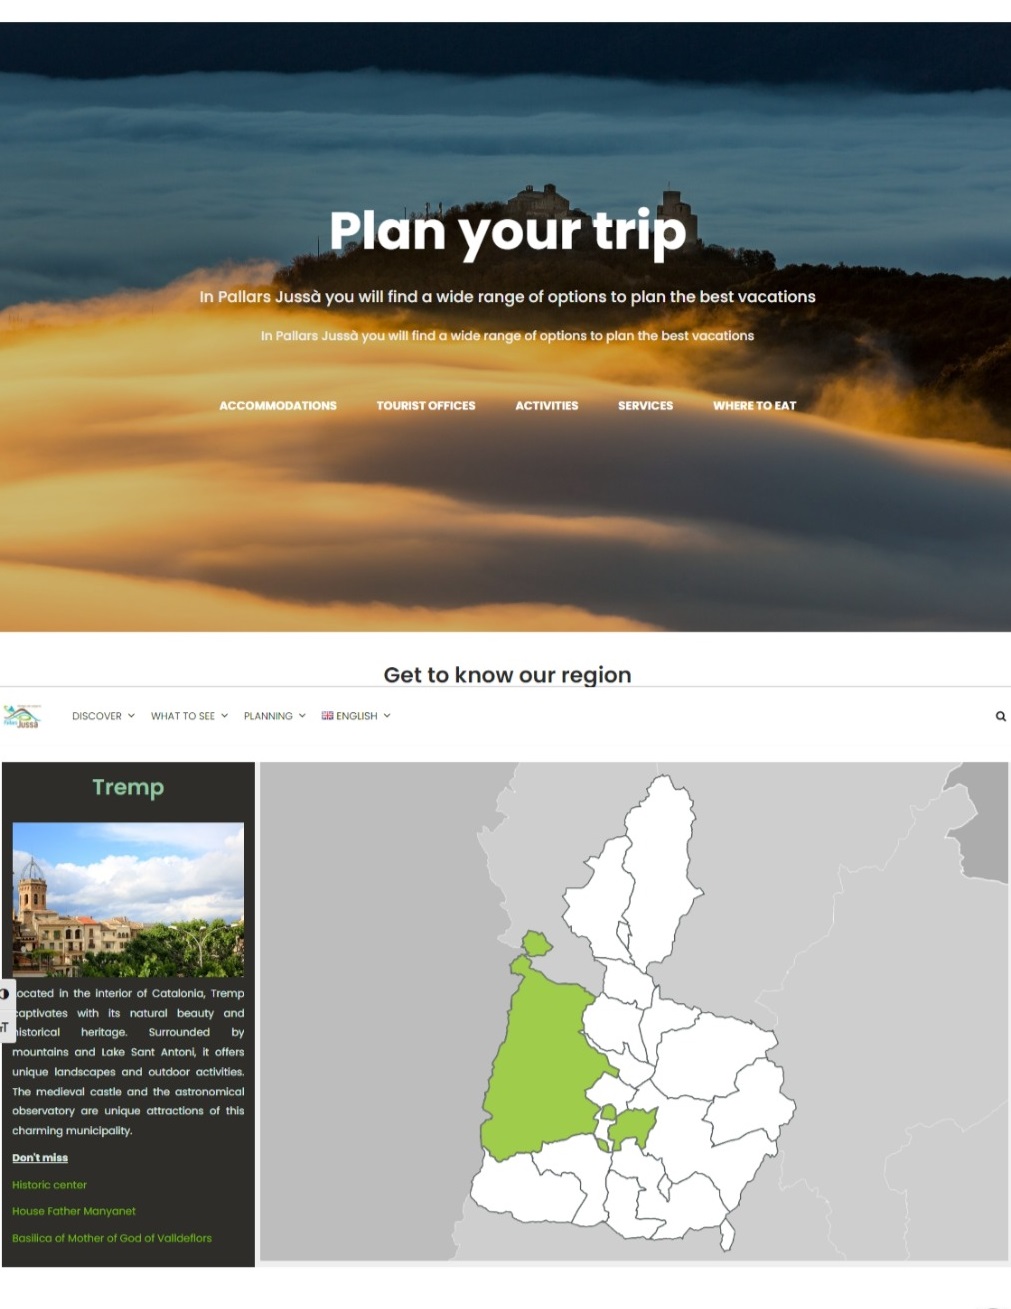 Plan your trip
In Pallars Jussà you will find a wide range of options to plan the best vacations
In Pallars Jussà you will find a wide range of options to plan the best vacations
ACCOMMODATIONS TOURIST OFFICES ACTIVITIES SERVICES WHERE TO EAT
Get to know our region
Pallars
Jussà
DISCOVER WHAT TO SEE PLANNING ENGLISH
Tremp
ocated in the interior of Catalonia, Tremp
captivates with its natural beauty and
historical heritage. Surrounded by
mountains and Lake Sant Antoni, it offers
unique landscapes and outdoor activities.
The medieval castle and the astronomical
observatory are unique attractions of this
charming municipality.
Don't miss
Historic center
House Father Manyanet
Basilica of Mother of God of Valldeflors